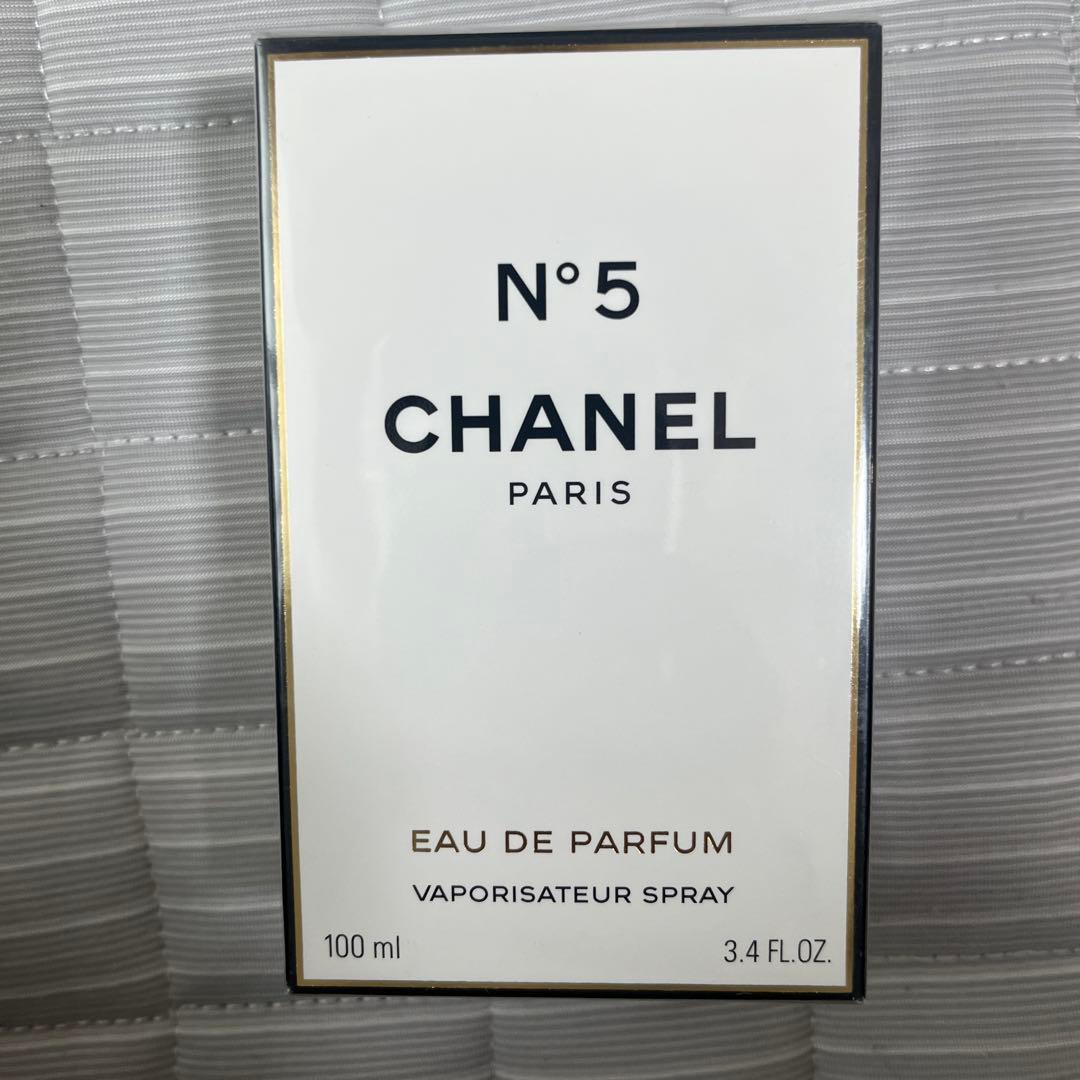 N°5
CHANEL
PARIS
EAU DE PARFUM
VAPORISATEUR SPRAY
100 ml
3.4 FL.OZ.